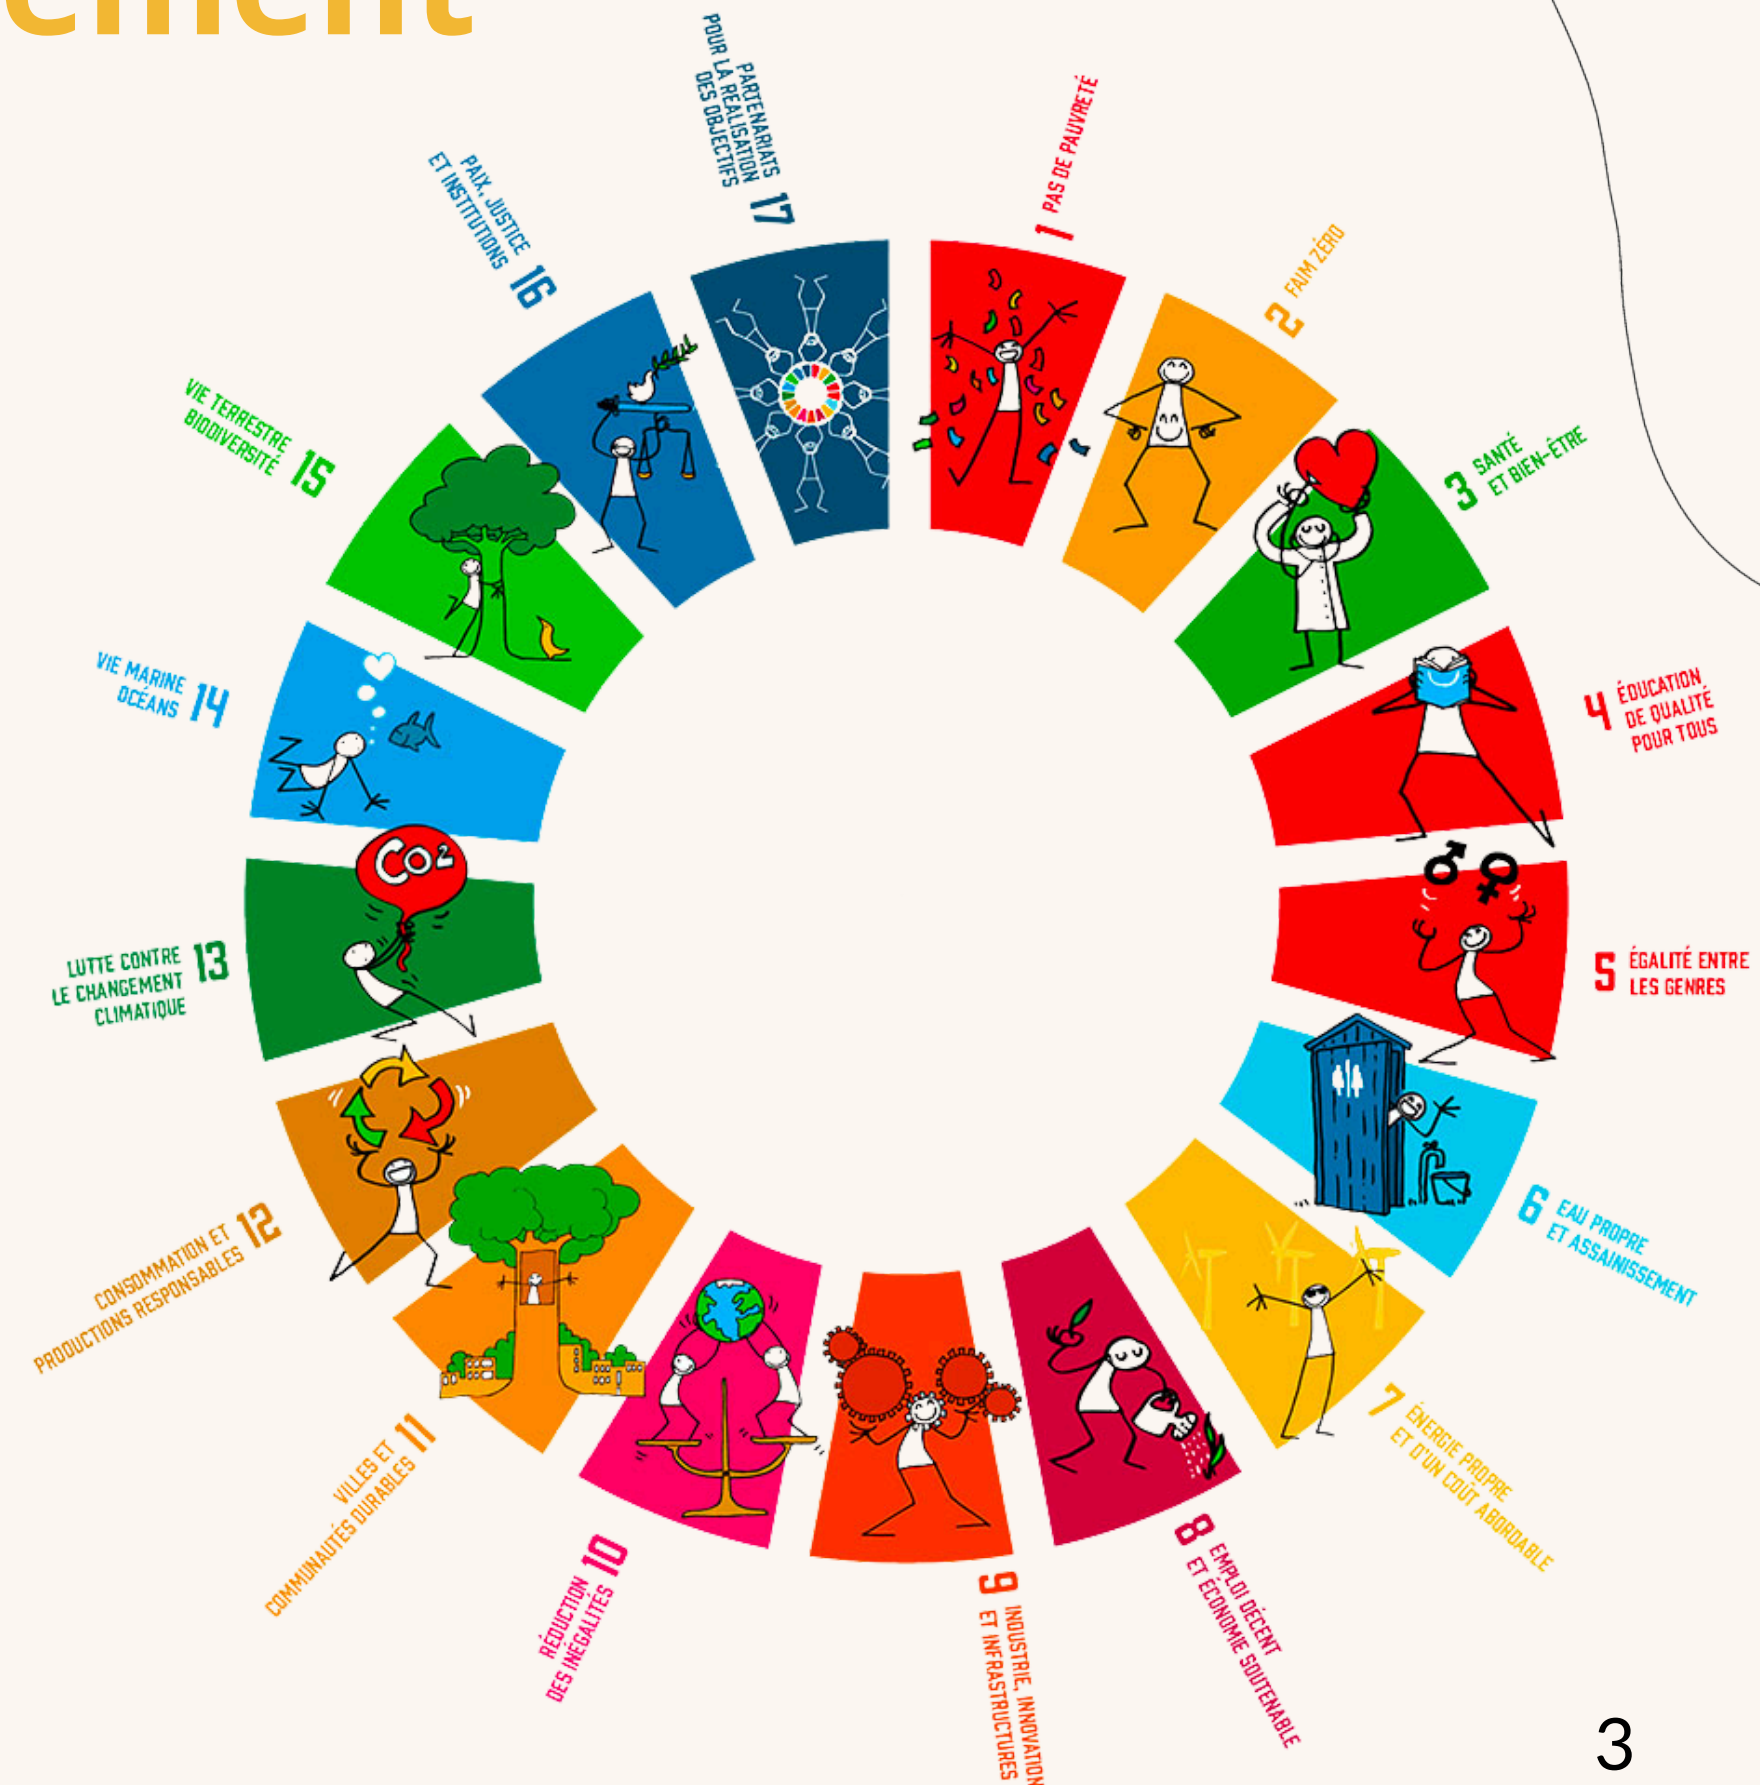 ement
1 PAS DE PAUVRETÉ
2 FAIM ZÉRO
3 SANTÉ
ET BIEN-ÊTRE
4 ÉDUCATION
DE QUALITÉ
POUR TOUS
5 ÉGALITÉ ENTRE
LES GENRES
6 EAU PROPRE
ET ASSAINISSEMENT
7 ÉNERGIE PROPRE
ET D'UN COÛT ABORDABLE
8 EMPLOI DÉCENT
ET ÉCONOMIE SOUTENABLE
9 INDUSTRIE, INNOVATION
ET INFRASTRUCTURES
10 RÉDUCTION
DES INÉGALITÉS
11 VILLES ET
COMMUNAUTÉS DURABLES
12 CONSOMMATION ET
PRODUCTIONS RESPONSABLES
13 LUTTE CONTRE
LE CHANGEMENT
CLIMATIQUE
CO2
14 VIE MARINE
OCÉANS
15 VIE TERRESTRE
BIODIVERSITÉ
16 PAIX, JUSTICE
ET INSTITUTIONS
17 PARTENARIATS
POUR LA RÉALISATION
DES OBJECTIFS
3